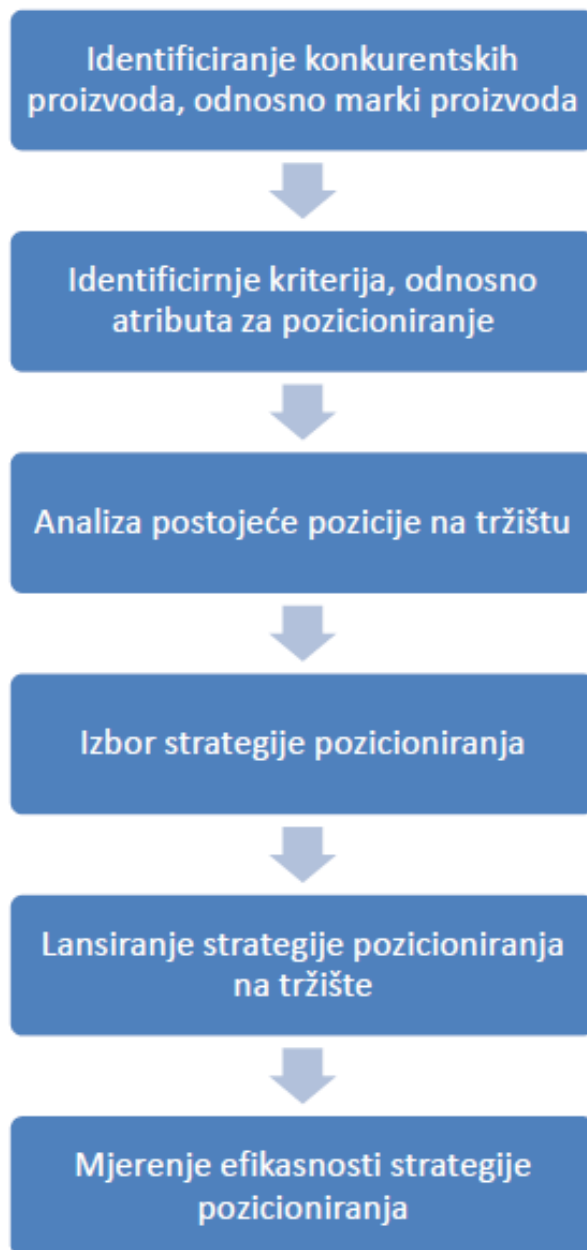 Identificiranje konkurentskih
proizvoda, odnosno marki proizvoda
Identificirnje kriterija, odnosno
atributa za pozicioniranje
Analiza postojeće pozicije na tržištu
Izbor strategije pozicioniranja
Lansiranje strategije pozicioniranja
na tržište
Mjerenje efikasnosti strategije
pozicioniranja